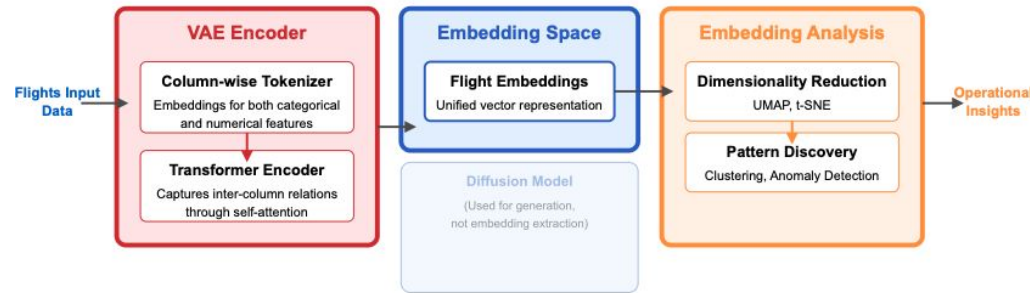 Flights Input
Data
VAE Encoder
Column-wise Tokenizer
Embeddings for both categorical
and numerical features
Transformer Encoder
Captures inter-column relations
through self-attention
Embedding Space
Flight Embeddings
Unified vector representation
Diffusion Model
(Used for generation,
not embedding extraction)
Embedding Analysis
Dimensionality Reduction
UMAP, t-SNE
Pattern Discovery
Clustering, Anomaly Detection
Operational
Insights